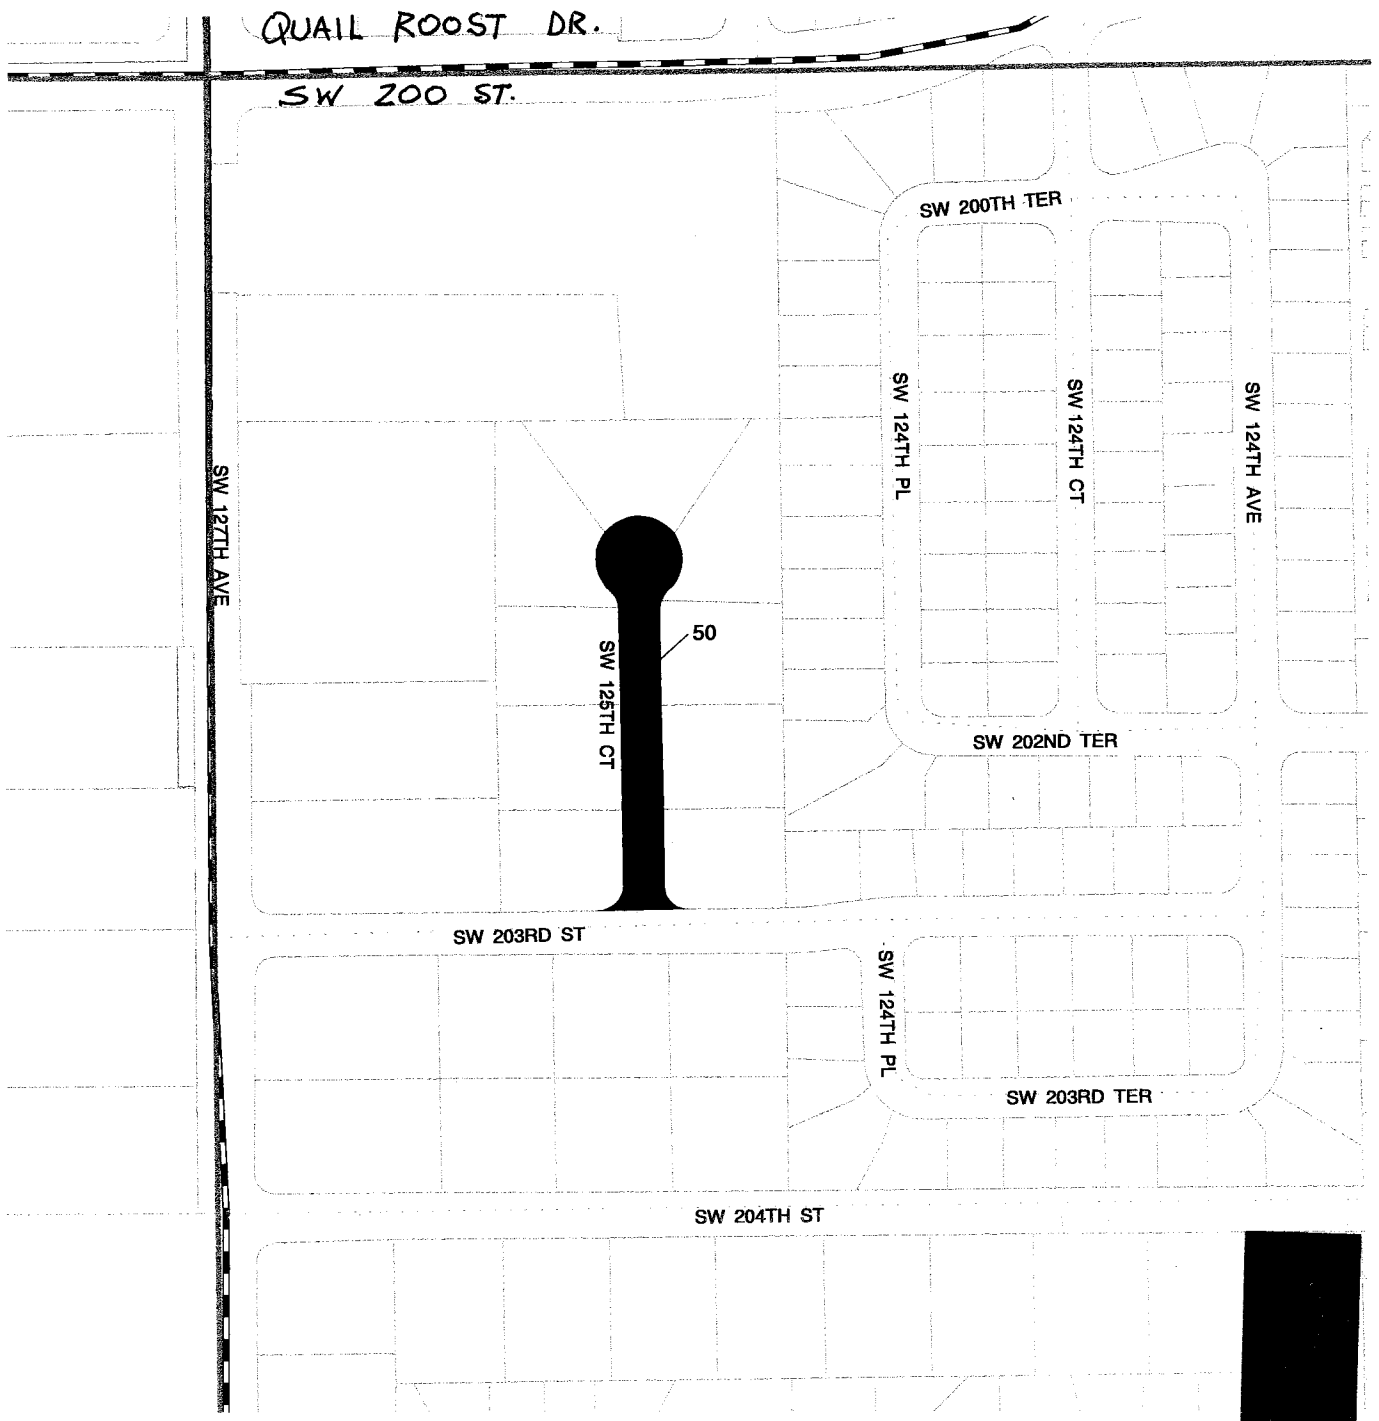 QUAIL ROOST DR.
SW 200 ST.
SW 200TH TER
SW 124TH PL
SW 124TH CT
SW 124TH AVE
SW 127TH AVE
50
SW 125TH CT
SW 202ND TER
SW 203RD ST
SW 124TH PL
SW 203RD TER
SW 204TH ST